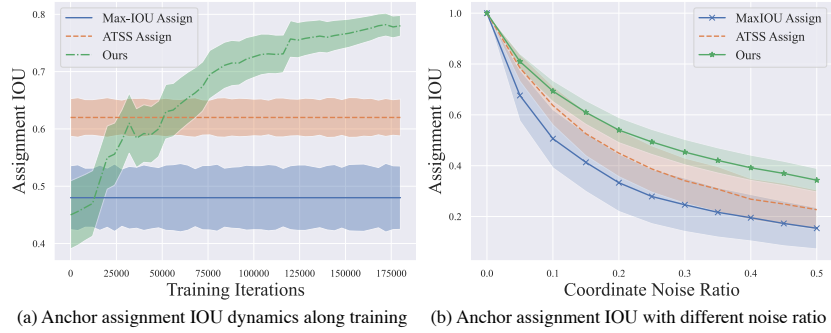 Max-IOU Assign
ATSS Assign
Ours
0.8
0.7
0.6
0.5
0.4
Assignment IOU
0 25000 50000 75000 100000 125000 150000 175000
Training Iterations
(a) Anchor assignment IOU dynamics along training
MaxIOU Assign
ATSS Assign
Ours
1.0
0.8
0.6
0.4
0.2
Assignment IOU
0.0 0.1 0.2 0.3 0.4 0.5
Coordinate Noise Ratio
(b) Anchor assignment IOU with different noise ratio